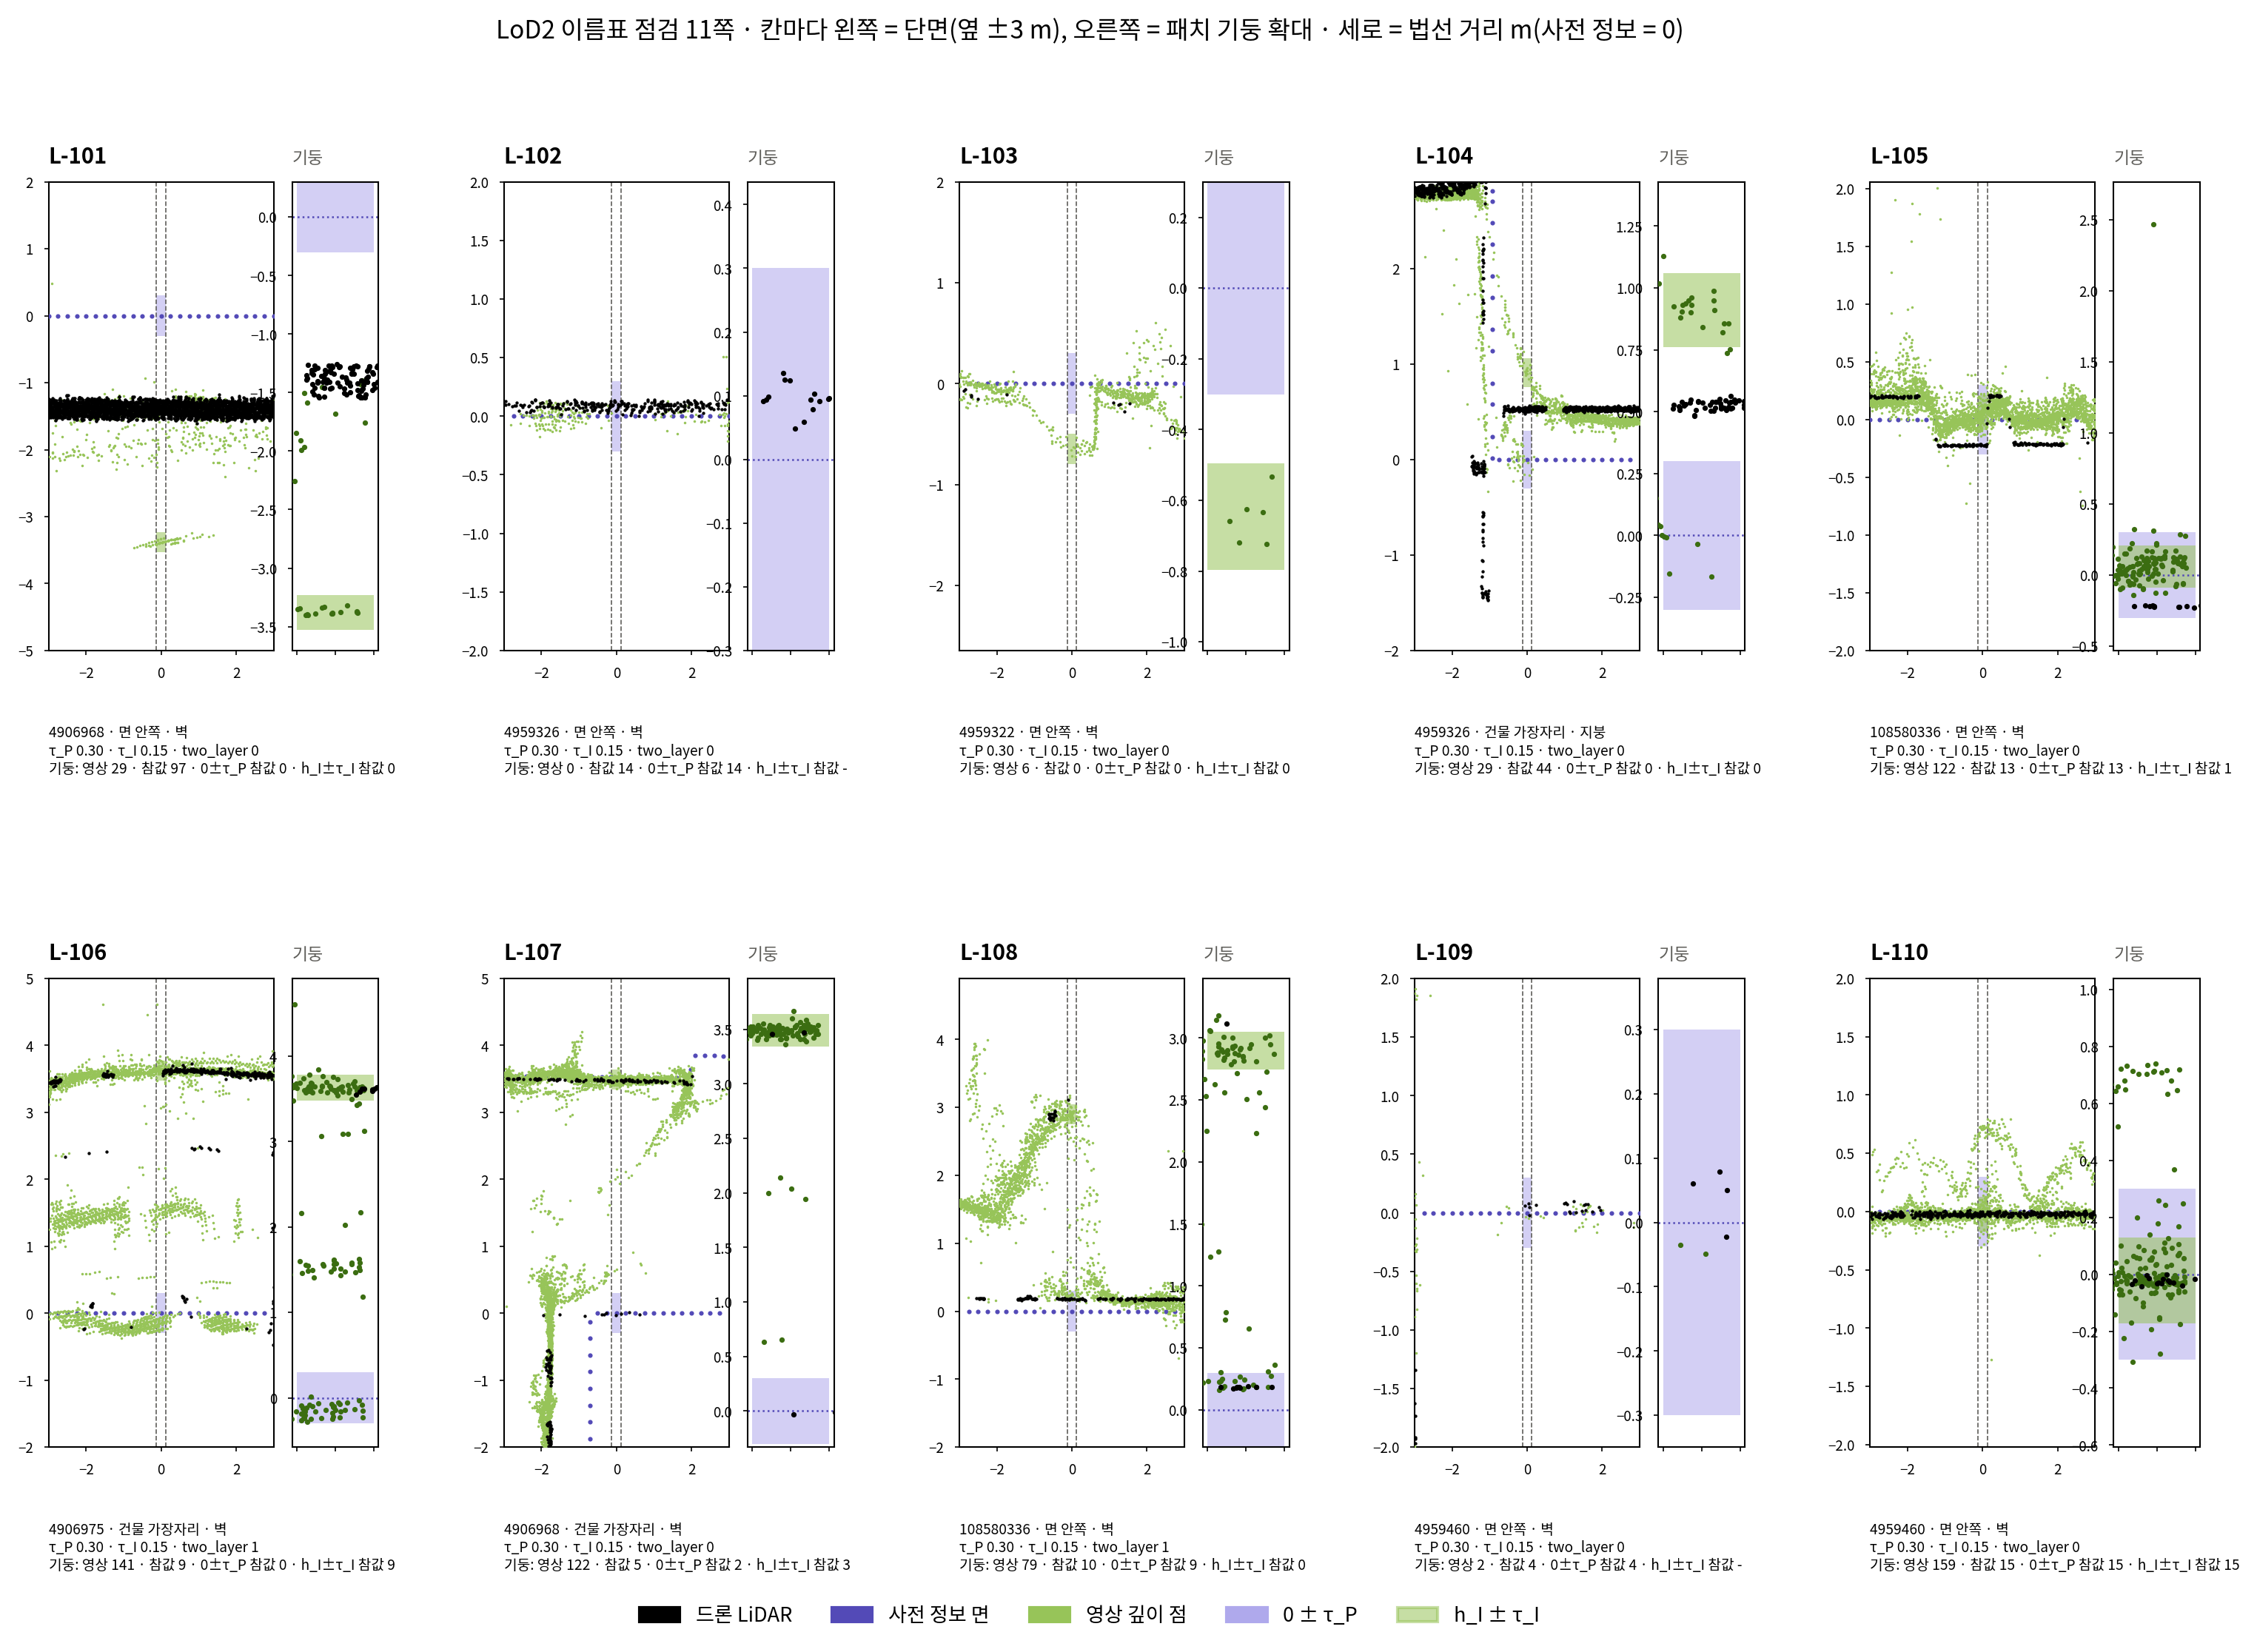 LoD2 이름표 점검 11쪽 · 칸마다 왼쪽 = 단면(옆 ±3 m), 오른쪽 = 패치 기둥 확대 · 세로 = 법선 거리 m(사전 정보 = 0)
L-101 기둥
L-102 기둥
L-103 기둥
L-104 기둥
L-105 기둥
4906968 · 면 안쪽 · 벽
τ_P 0.30 · τ_I 0.15 · two_layer 0
기둥: 영상 29 · 참값 97 · 0±τ_P 참값 0 · h_I±τ_I 참값 0
4959326 · 면 안쪽 · 벽
τ_P 0.30 · τ_I 0.15 · two_layer 0
기둥: 영상 0 · 참값 14 · 0±τ_P 참값 14 · h_I±τ_I 참값 -
4959322 · 면 안쪽 · 벽
τ_P 0.30 · τ_I 0.15 · two_layer 0
기둥: 영상 6 · 참값 0 · 0±τ_P 참값 0 · h_I±τ_I 참값 0
4959326 · 건물 가장자리 · 지붕
τ_P 0.30 · τ_I 0.15 · two_layer 0
기둥: 영상 29 · 참값 44 · 0±τ_P 참값 0 · h_I±τ_I 참값 0
108580336 · 면 안쪽 · 벽
τ_P 0.30 · τ_I 0.15 · two_layer 0
기둥: 영상 122 · 참값 13 · 0±τ_P 참값 13 · h_I±τ_I 참값 1
L-106 기둥
L-107 기둥
L-108 기둥
L-109 기둥
L-110 기둥
4906975 · 건물 가장자리 · 벽
τ_P 0.30 · τ_I 0.15 · two_layer 1
기둥: 영상 141 · 참값 9 · 0±τ_P 참값 0 · h_I±τ_I 참값 9
4906968 · 건물 가장자리 · 벽
τ_P 0.30 · τ_I 0.15 · two_layer 0
기둥: 영상 122 · 참값 5 · 0±τ_P 참값 2 · h_I±τ_I 참값 3
108580336 · 면 안쪽 · 벽
τ_P 0.30 · τ_I 0.15 · two_layer 1
기둥: 영상 79 · 참값 10 · 0±τ_P 참값 9 · h_I±τ_I 참값 0
4959460 · 면 안쪽 · 벽
τ_P 0.30 · τ_I 0.15 · two_layer 0
기둥: 영상 2 · 참값 4 · 0±τ_P 참값 4 · h_I±τ_I 참값 -
4959460 · 면 안쪽 · 벽
τ_P 0.30 · τ_I 0.15 · two_layer 0
기둥: 영상 159 · 참값 15 · 0±τ_P 참값 15 · h_I±τ_I 참값 15
드론 LiDAR 사전 정보 면 영상 깊이 점 0 ± τ_P h_I ± τ_I